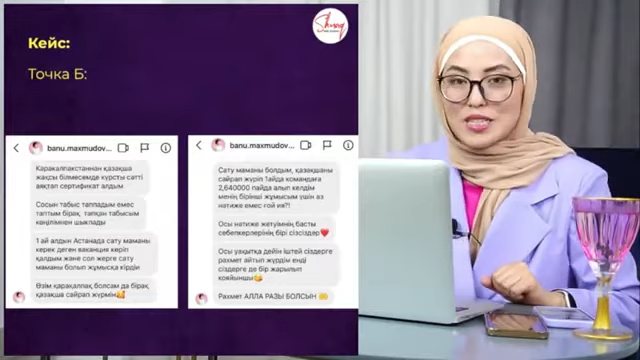 Кейс:
Точка Б:
banu.maxmudov...
Қарақалпақстаннан қазақша
жақсы білмесемде курсты сәтті
аяқтап сертификат алдым
Сосын табыс таппадым емес
таптым бірақ, тапқан табысым
көңілімнен шықпады
1 ай алдын Астанада сату маманы
керек деген вакансия көріп
қалдым және сол жерге сату
маманы болып жұмысқа кірдім
Өзім қарақалпақ болсам да бірақ
қазақша сайрап жүрмін🥰
banu.maxmudov...
Сату маманы болдым, қазақшаны
сайрап жүріп 1айда командаға
2,640000 пайда алып келдім
менің бірінші жұмысым үшін әз
нәтиже емес ғой иә?!
Осы нәтиже жетуімнің басты
себепкерлерінің бірі сізсіздер❤️
Осы уақытқа дейін іштей сіздерге
рахмет айтып жүрдім енді
сіздерге де бір жарылып
қояйыншы😘
Рахмет АЛЛА РАЗЫ БОЛСЫН 🤲